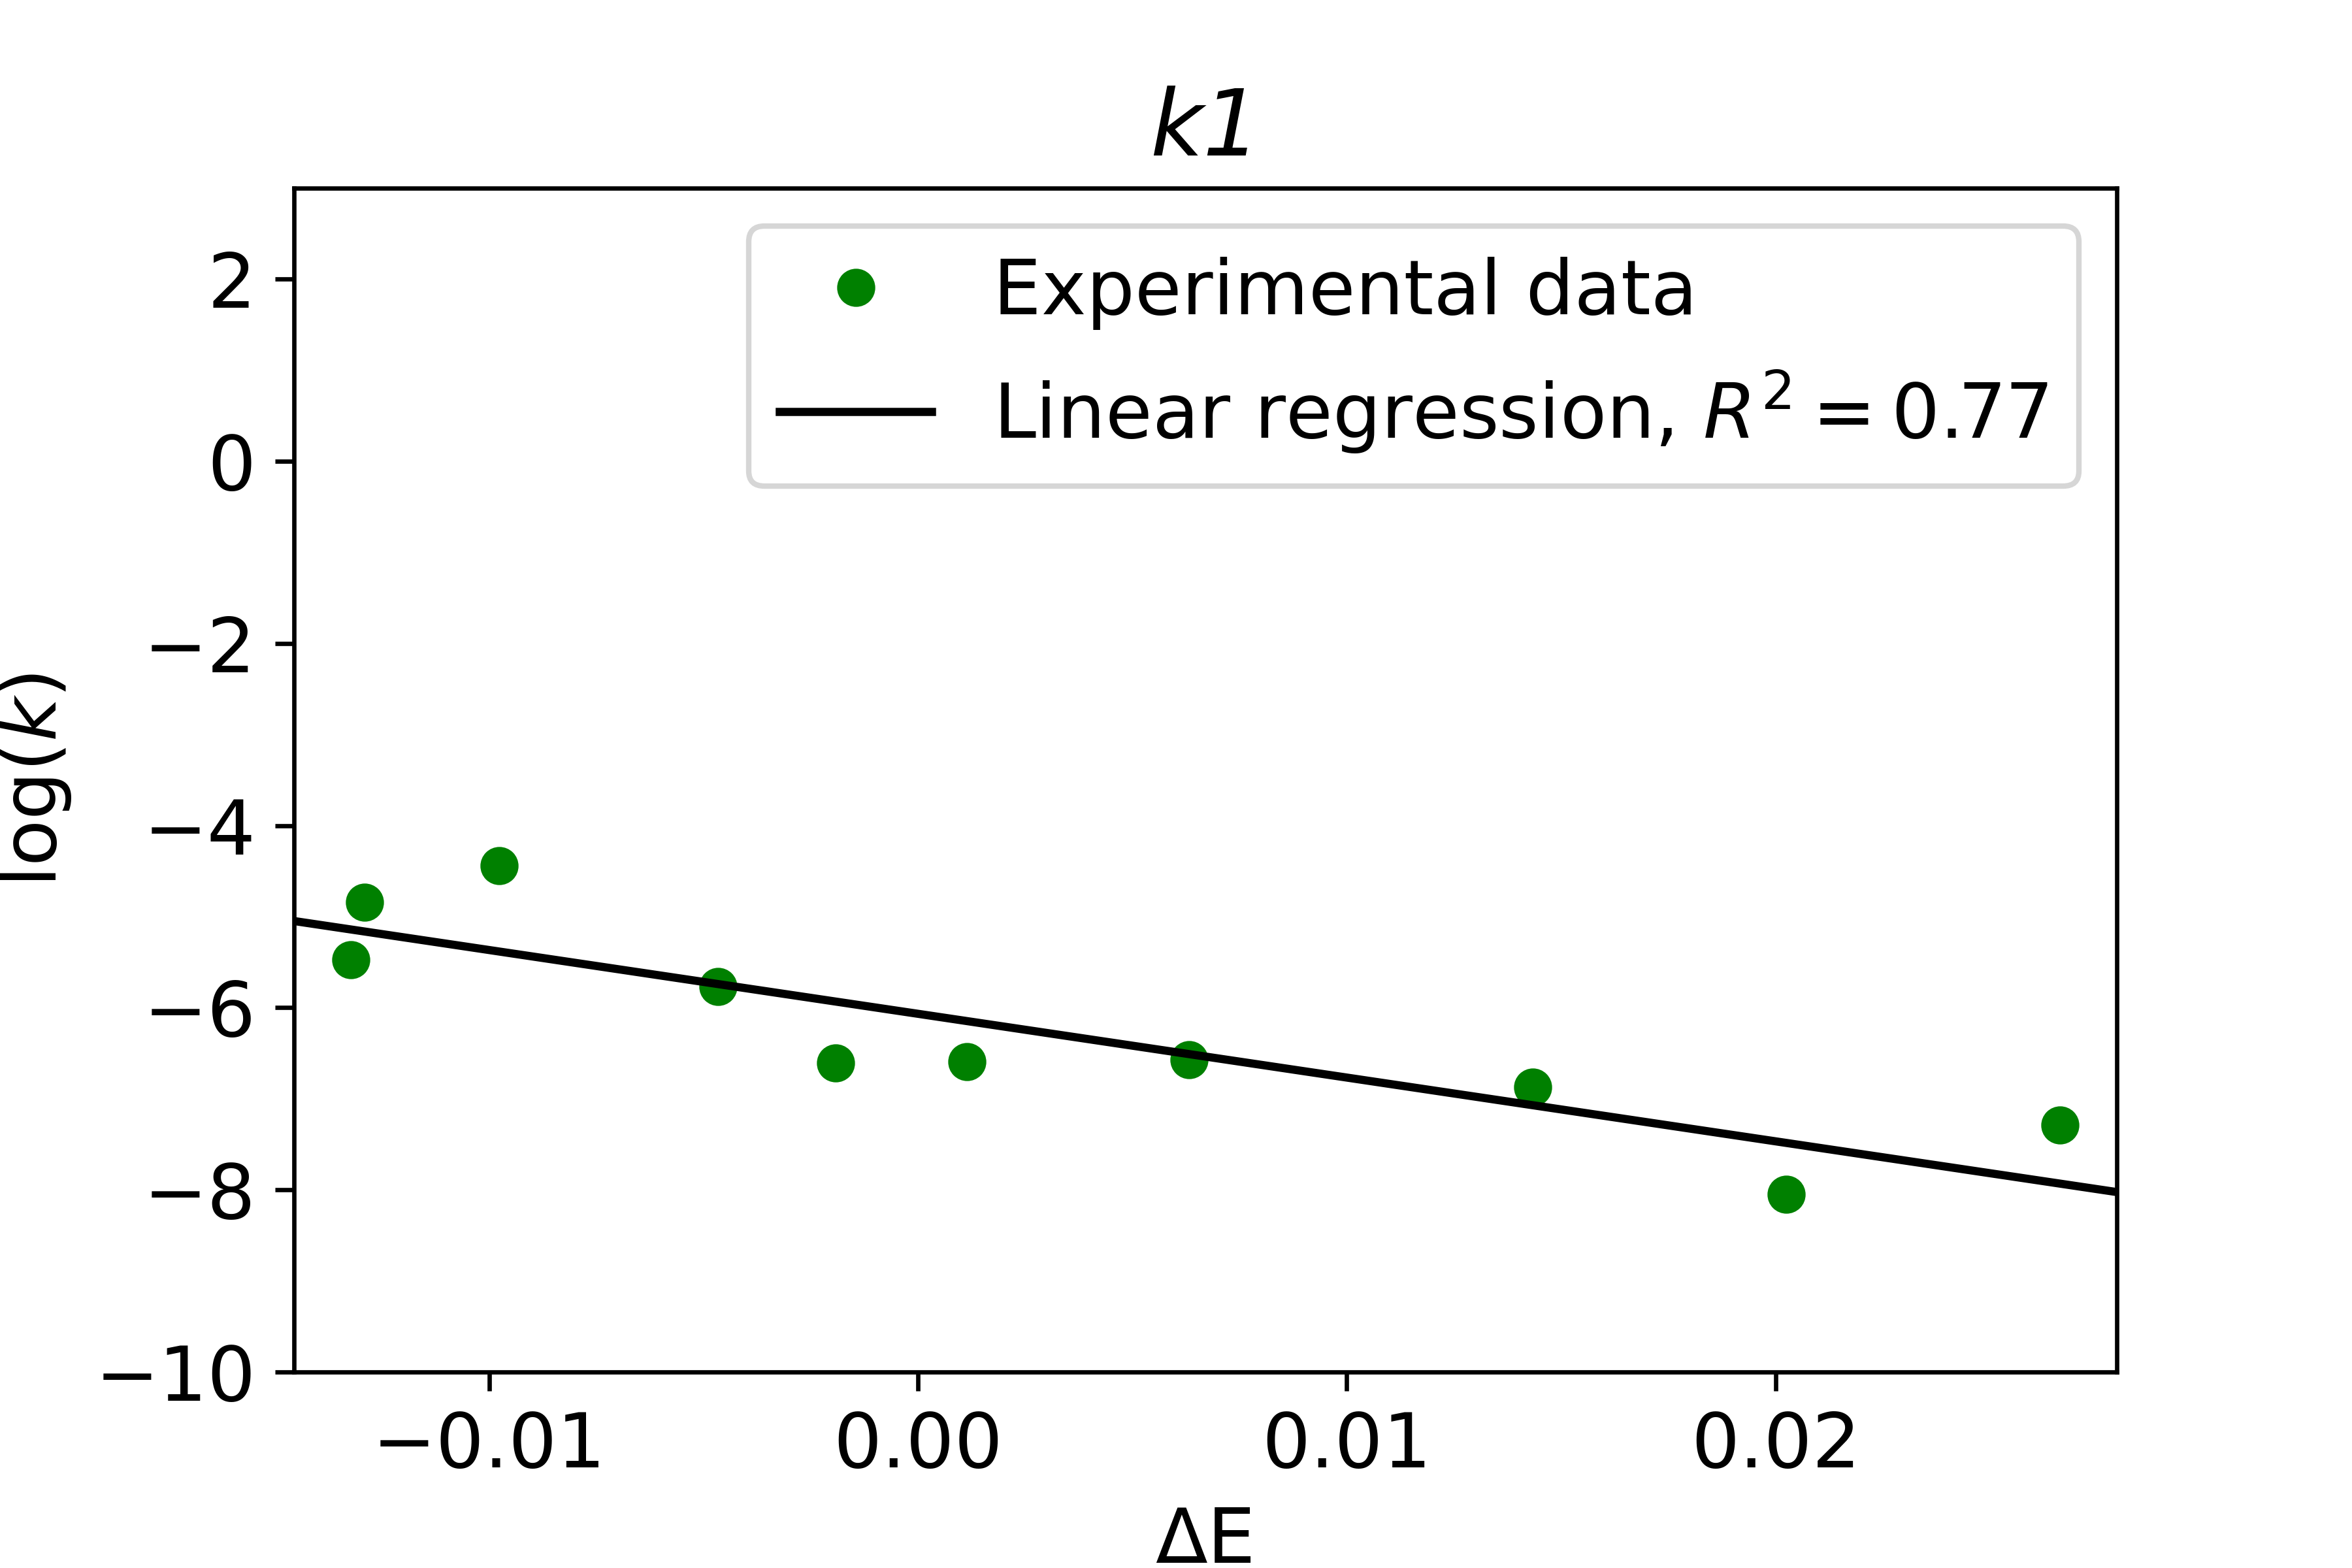 k1
Experimental data
Linear regression, R² = 0.77
2
0
−2
−4
−6
−8
−10
log(k)
−0.01
0.00
0.01
0.02
ΔE